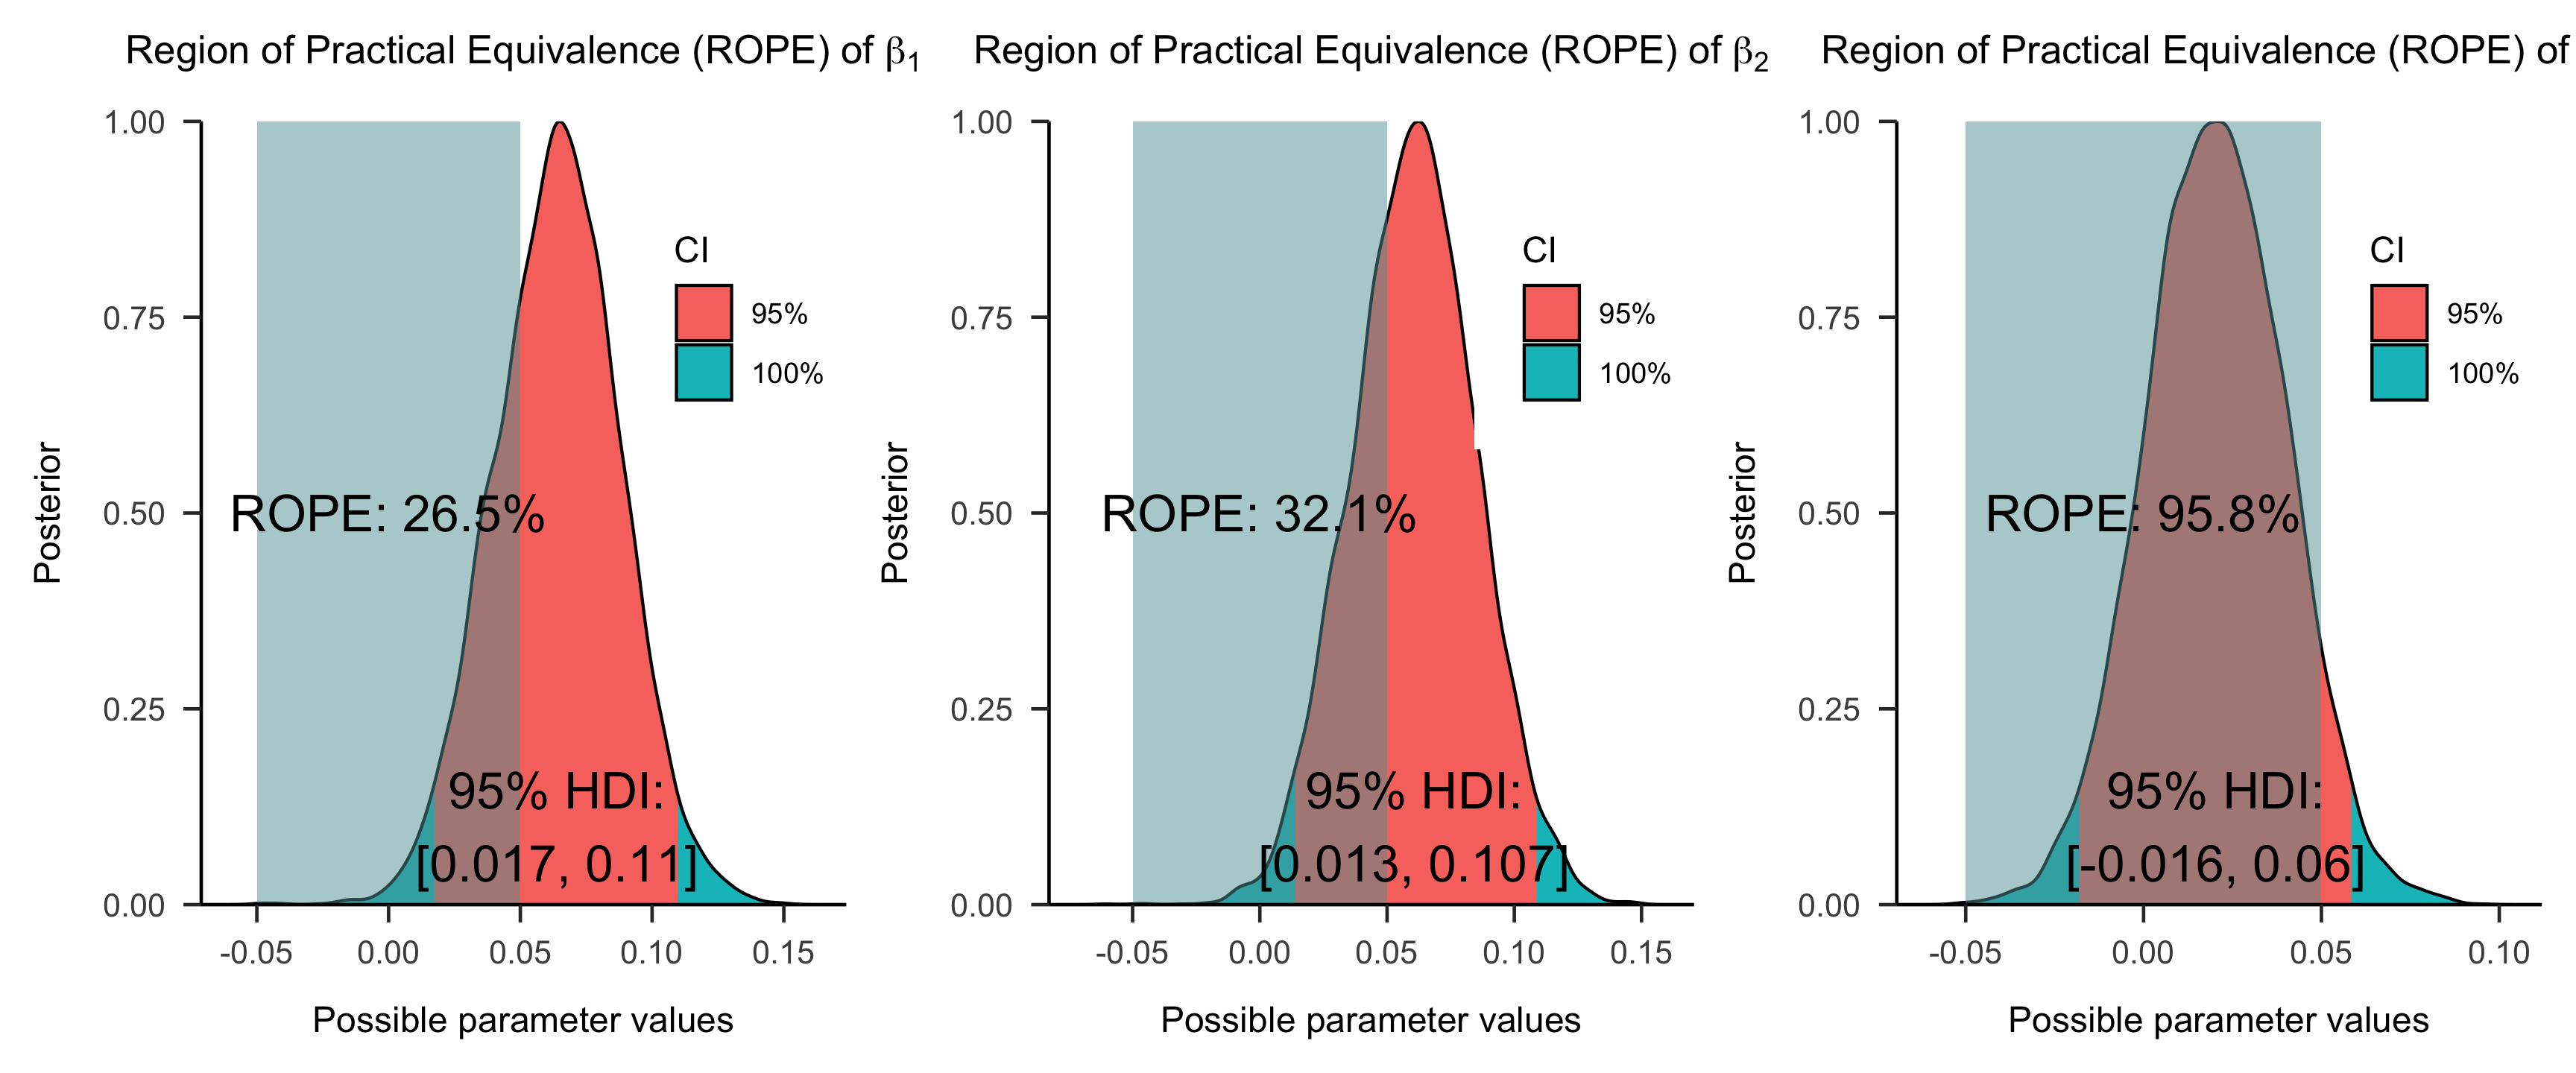 Region of Practical Equivalence (ROPE) of β1
1.00
0.75
0.50
0.25
0.00
Posterior
CI
95%
100%
ROPE: 26.5%
95% HDI:
[0.017, 0.11]
-0.05 0.00 0.05 0.10 0.15
Possible parameter values
Region of Practical Equivalence (ROPE) of β2
1.00
0.75
0.50
0.25
0.00
Posterior
CI
95%
100%
ROPE: 32.1%
95% HDI:
[0.013, 0.107]
-0.05 0.00 0.05 0.10 0.15
Possible parameter values
Region of Practical Equivalence (ROPE) of
1.00
0.75
0.50
0.25
0.00
Posterior
CI
95%
100%
ROPE: 95.8%
95% HDI:
[-0.016, 0.06]
-0.05 0.00 0.05 0.10
Possible parameter values